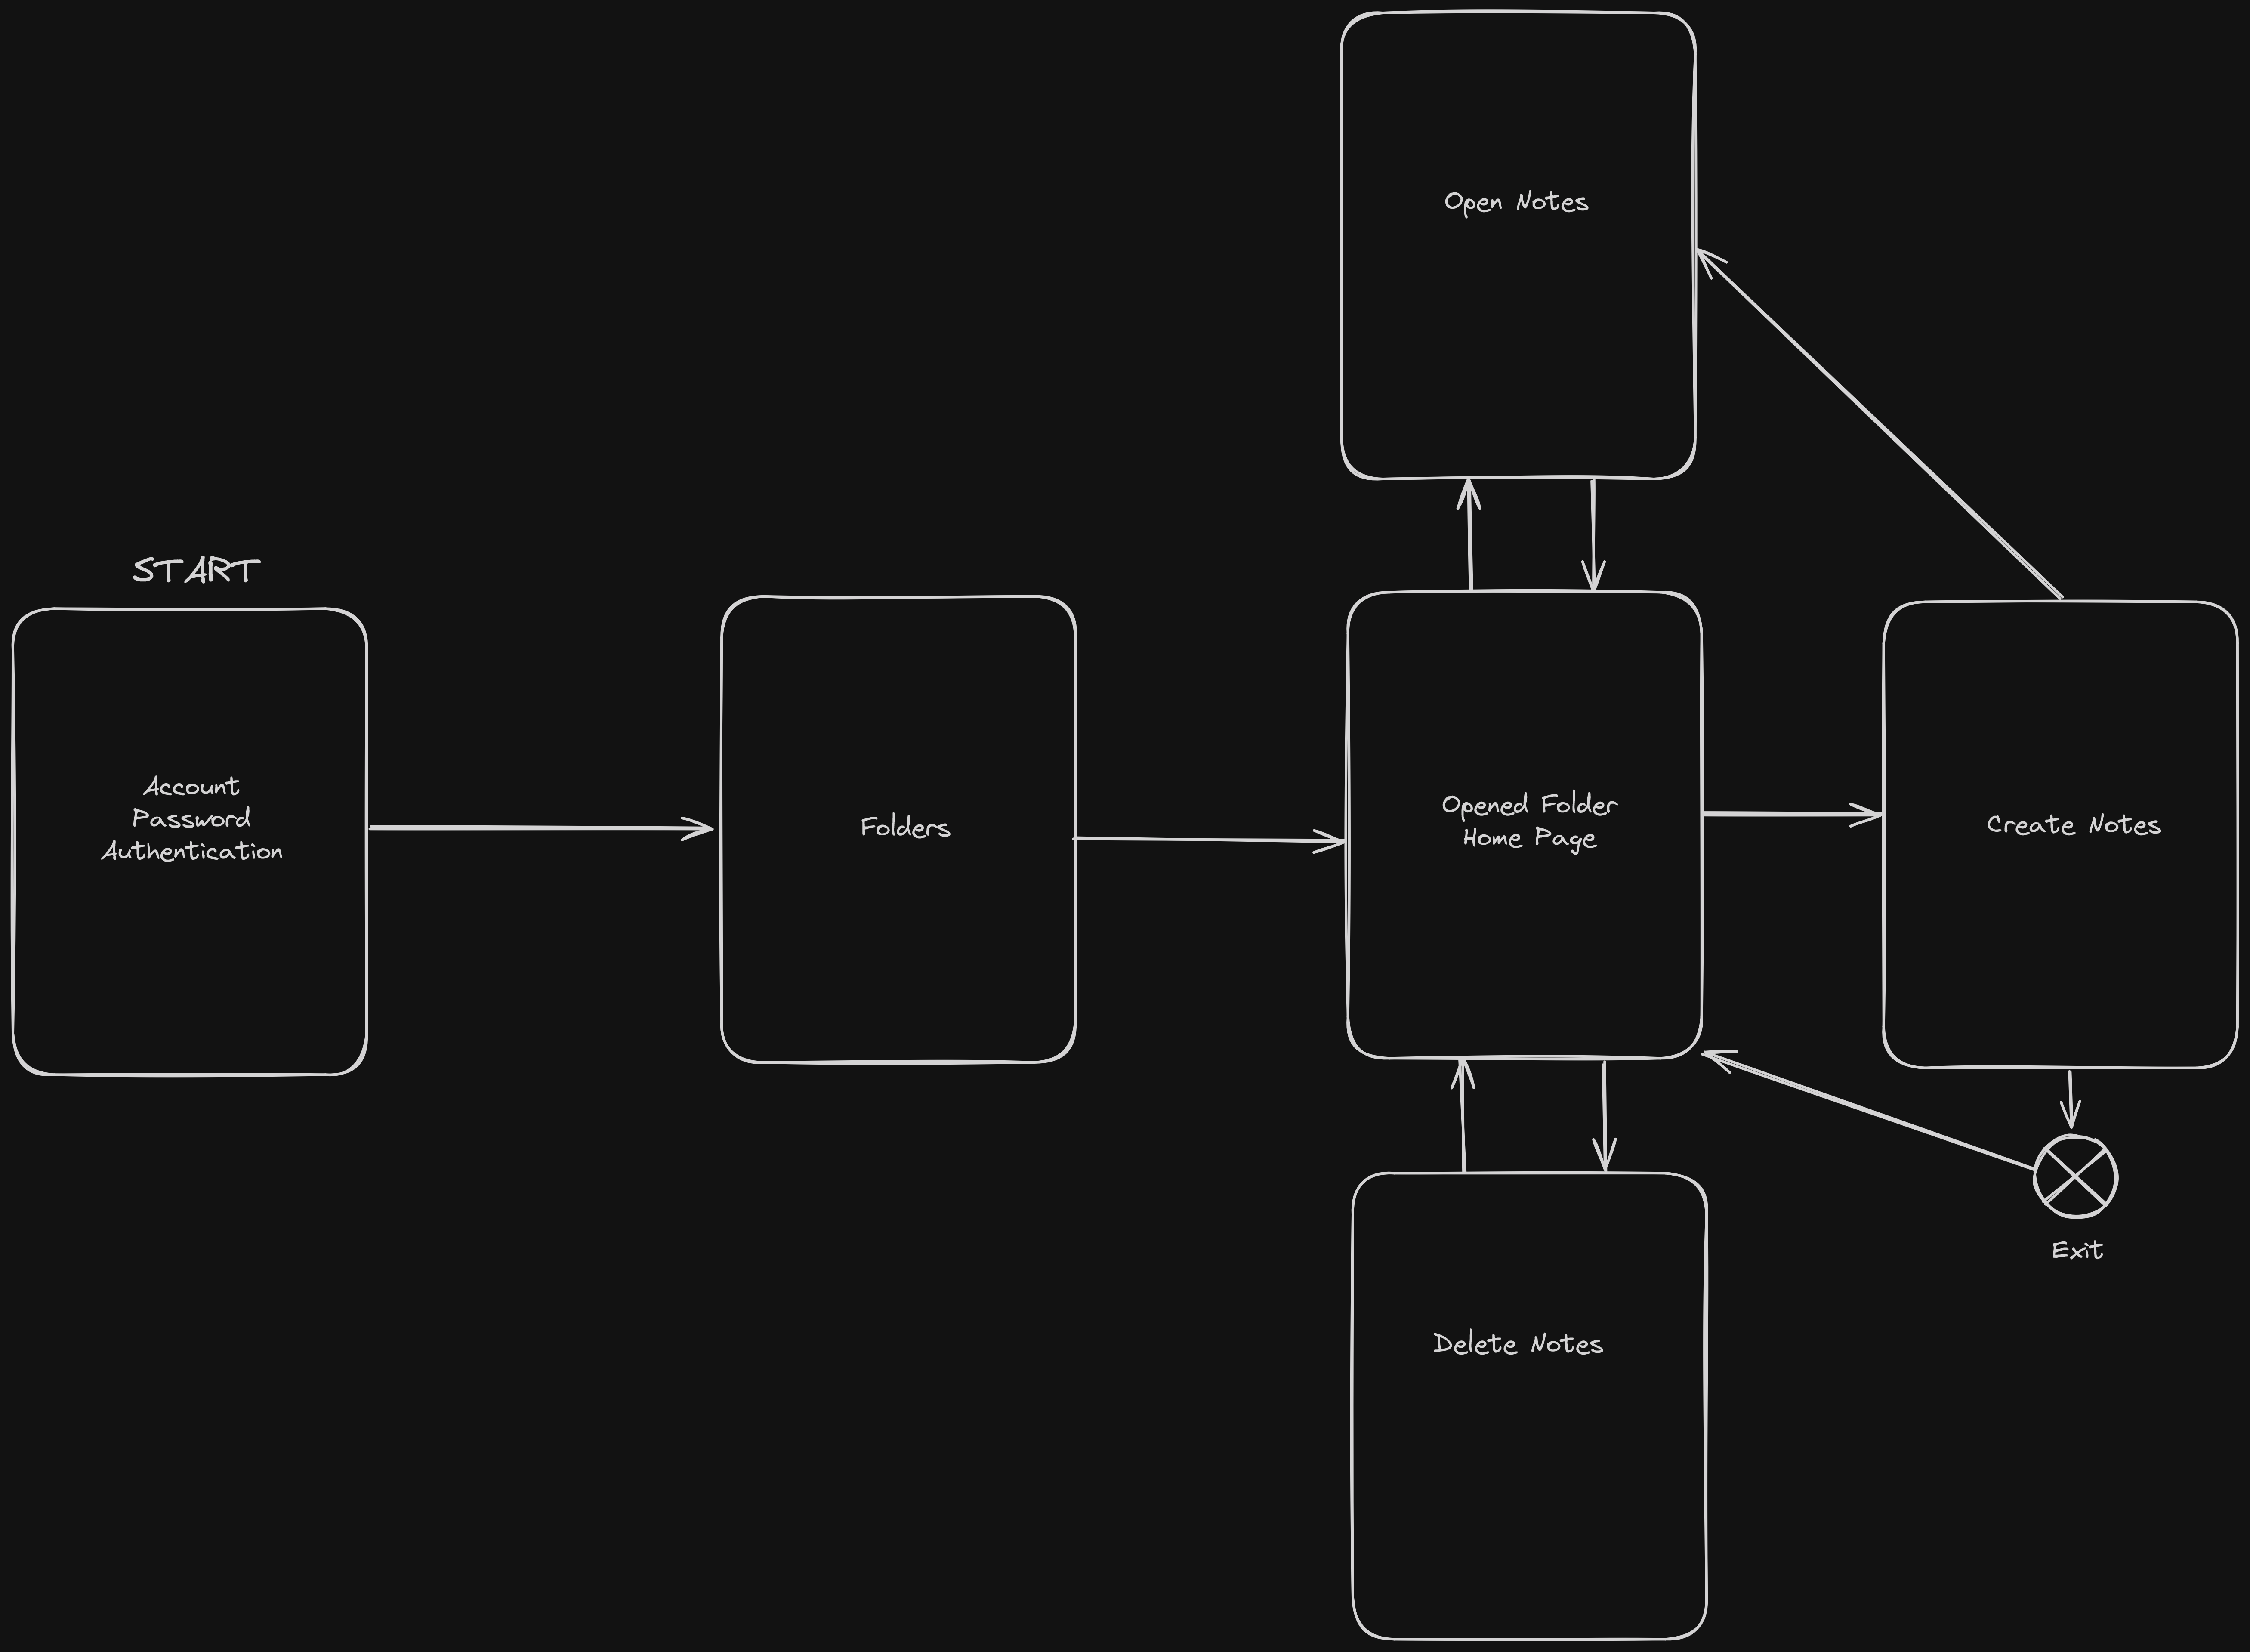 Open Notes
START
Account
Password
Authentication
Folders
Opened Folder
Home Page
Create Notes
Exit
Delete Notes